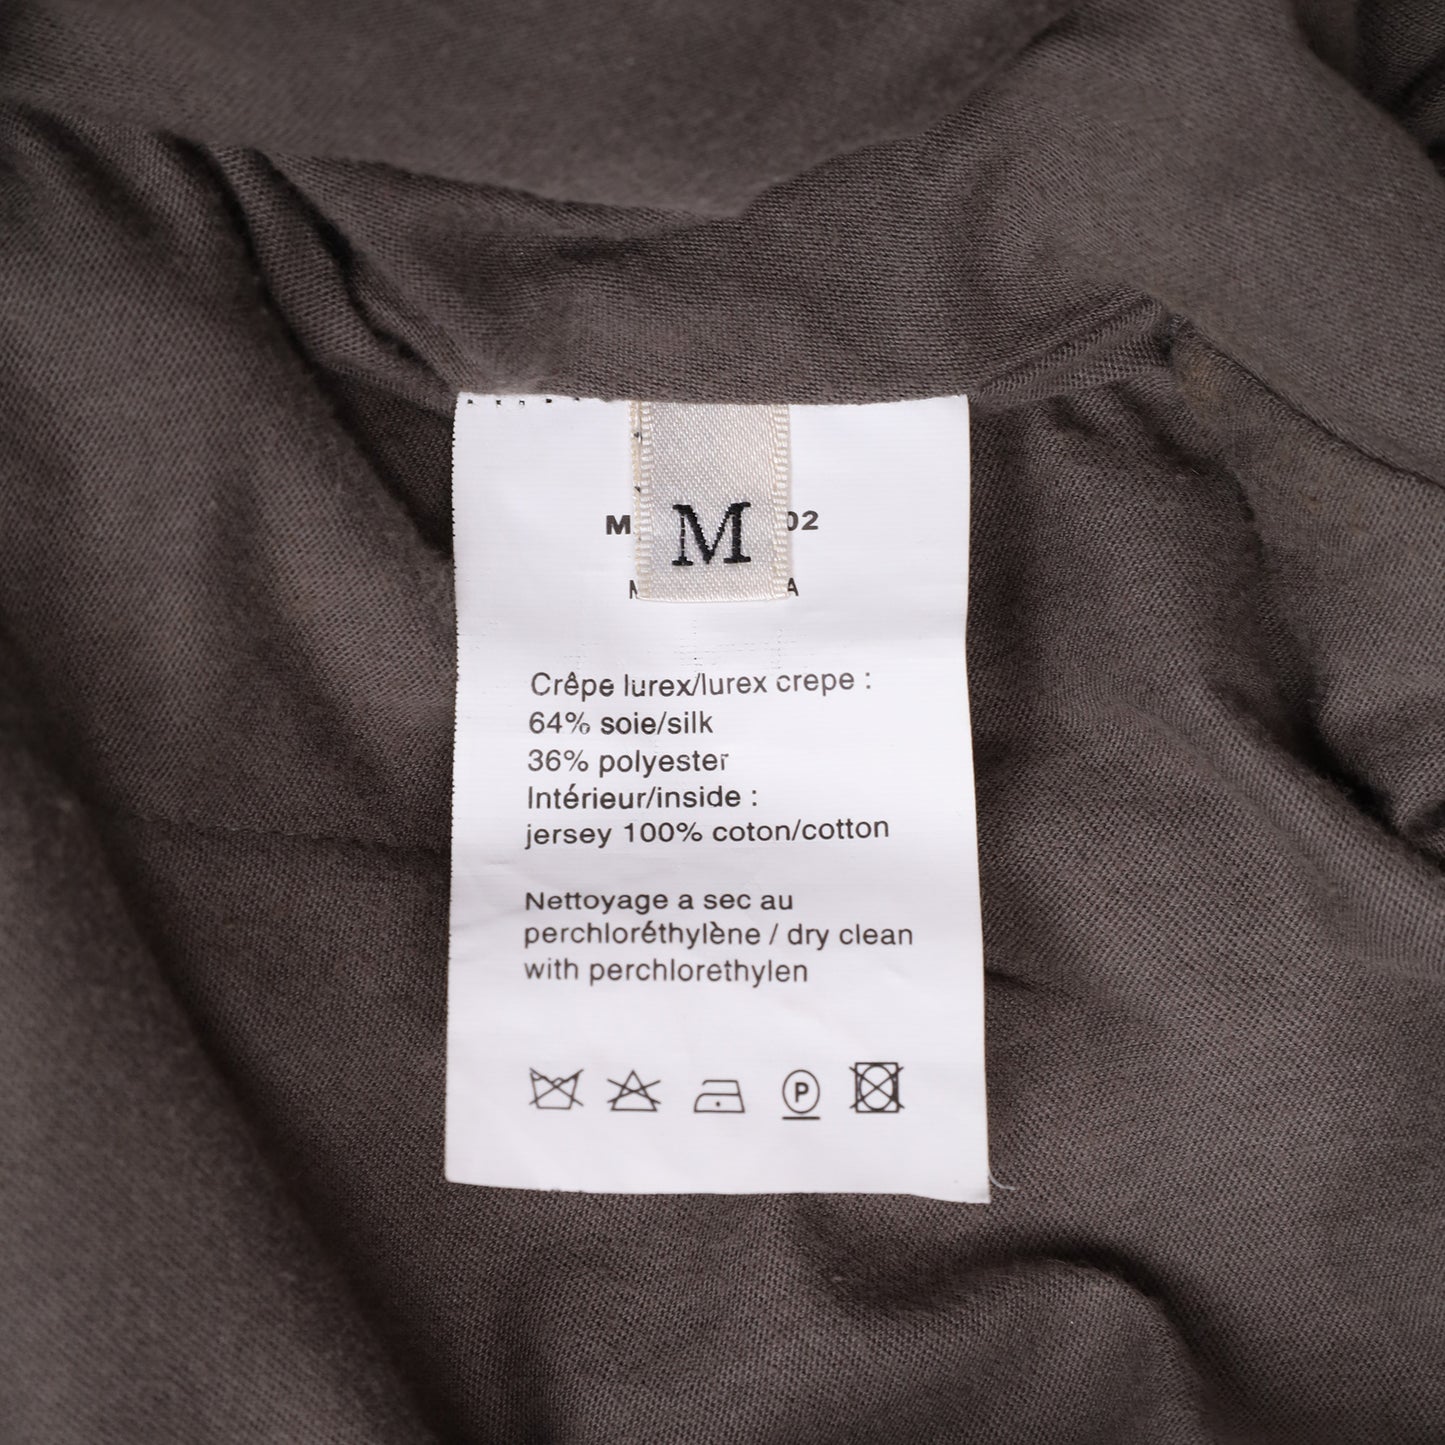 M
02
Crêpe lurex/lurex crepe :
64% soie/silk
36% polyester
Intérieur/inside :
jersey 100% coton/cotton
Nettoyage a sec au
perchloréthylène / dry clean
with perchlorethylen
P